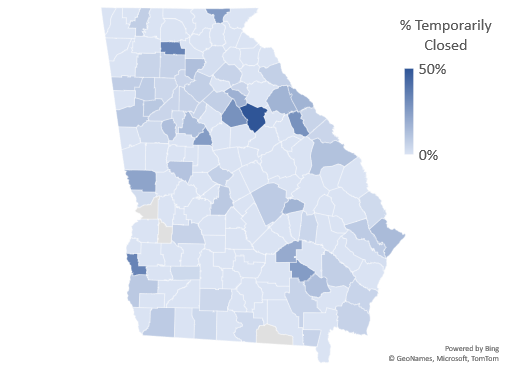 % Temporarily
Closed
50%
0%
Powered by Bing
© GeoNames, Microsoft, TomTom